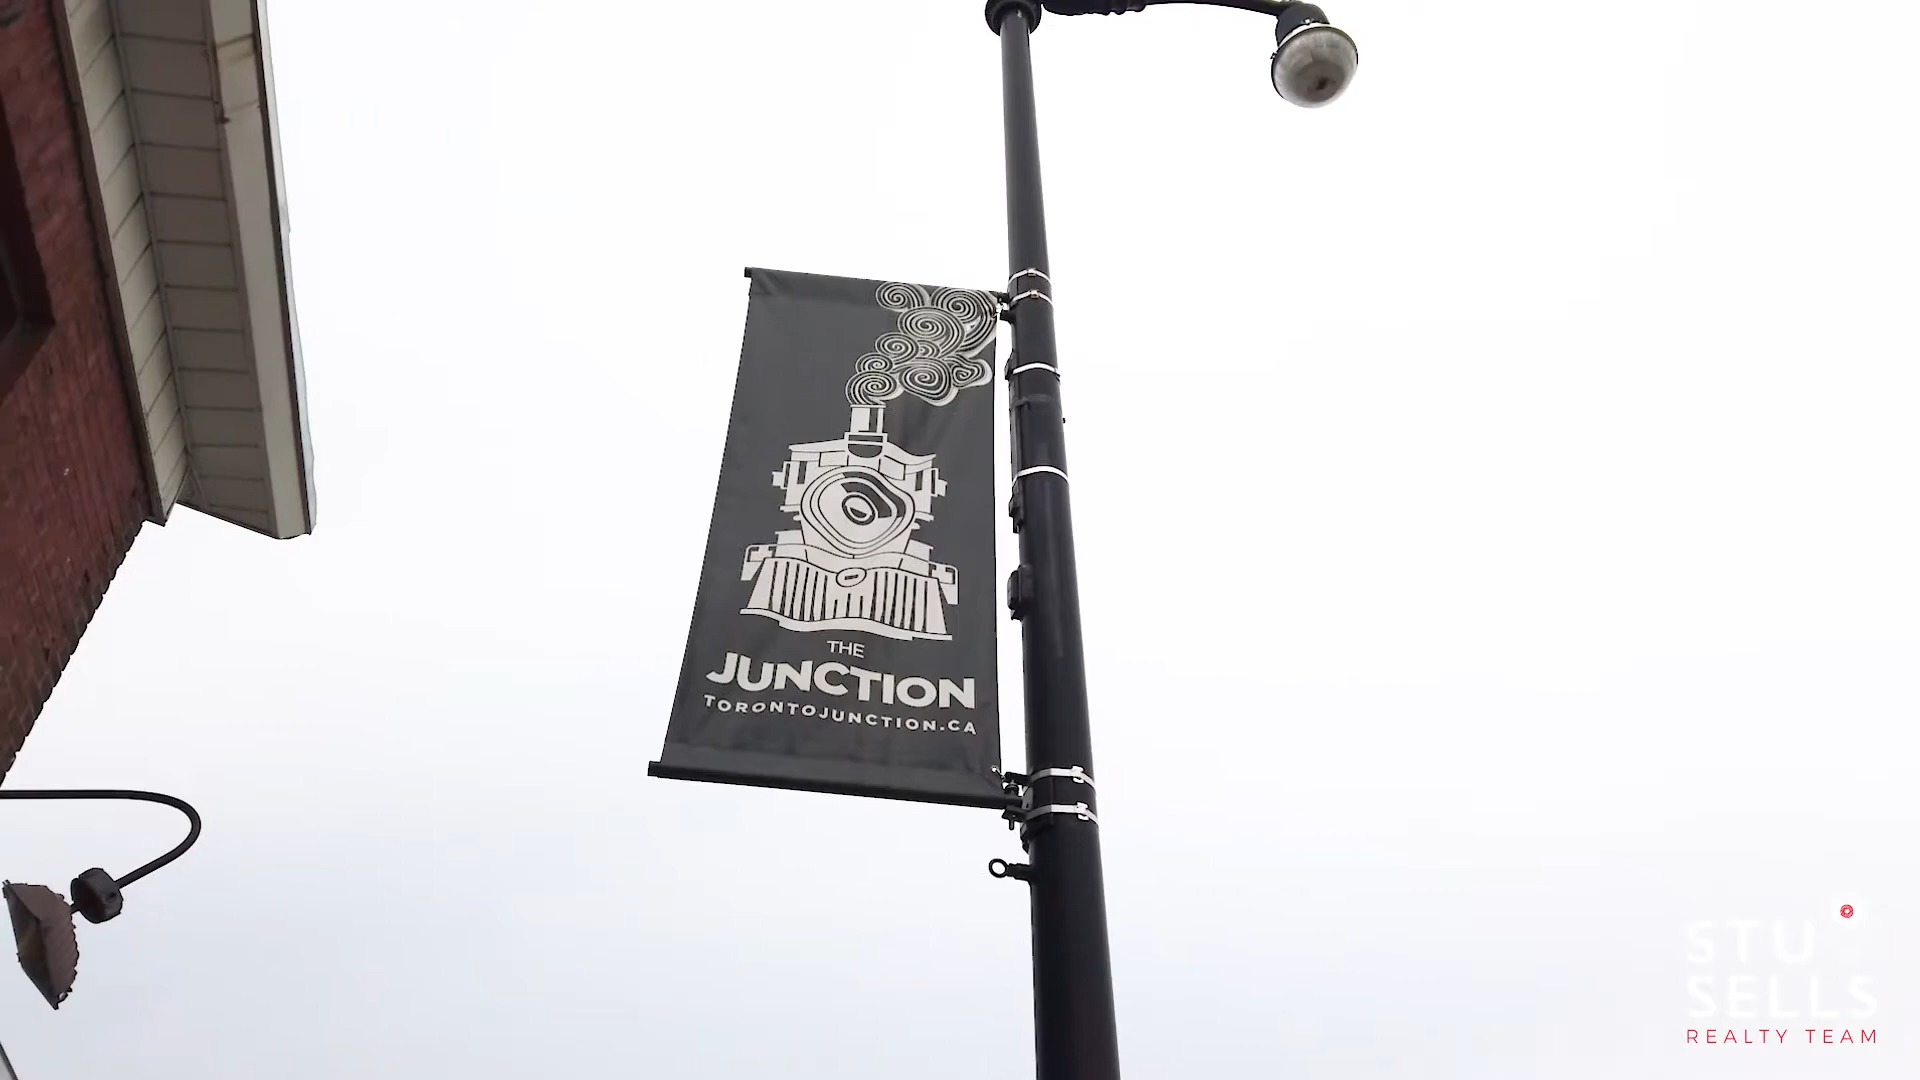 THE
JUNCTION
TORONTOJUNCTION.CA
STU
SELLS
REALTY TEAM